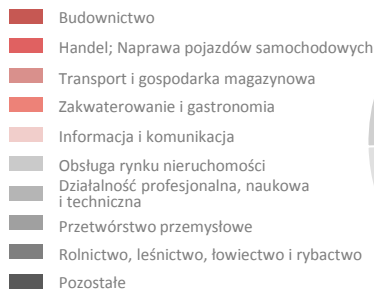 Budownictwo
Handel; Naprawa pojazdów samochodowych
Transport i gospodarka magazynowa
Zakwaterowanie i gastronomia
Informacja i komunikacja
Obsługa rynku nieruchomości
Działalność profesjonalna, naukowa
i techniczna
Przetwórstwo przemysłowe
Rolnictwo, leśnictwo, łowiectwo i rybactwo
Pozostałe